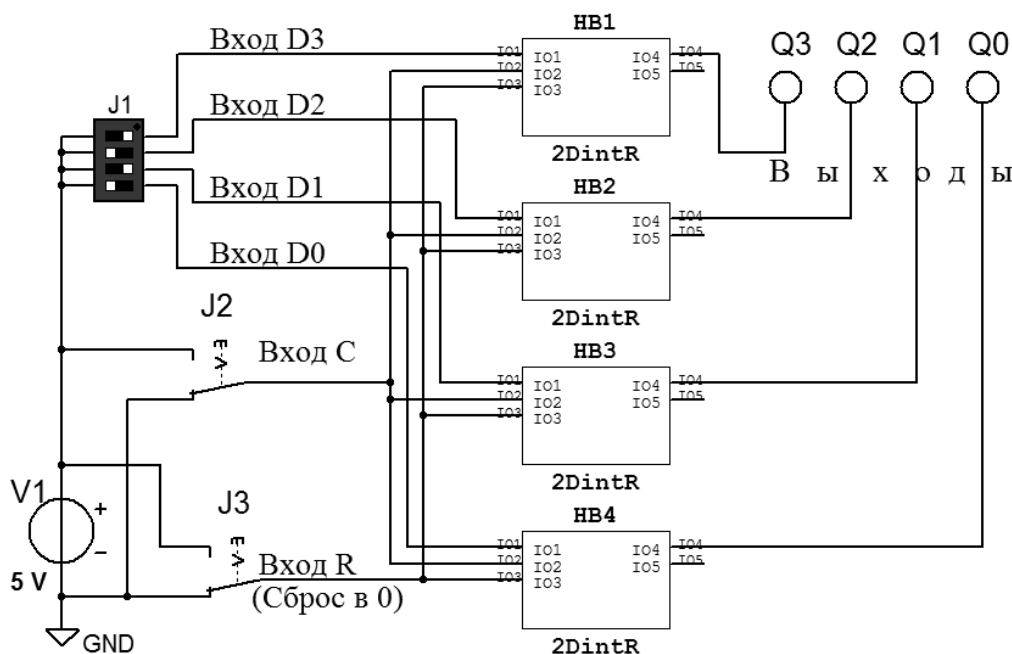 HB1
Вход D3
IO1 IO1 IO4 IO4
IO2 IO2 IO5 IO5
IO3 IO3
Q3 Q2 Q1 Q0
J1
Вход D2
2DintR
В ы х о д ы
HB2
Вход D1
IO1 IO1 IO4 IO4
IO2 IO2 IO5 IO5
IO3 IO3
Вход D0
2DintR
J2
HB3
Вход C
IO1 IO1 IO4 IO4
IO2 IO2 IO5 IO5
IO3 IO3
2DintR
V1
+
−
5 V
J3
HB4
Вход R
(Сброс в 0)
IO1 IO1 IO4 IO4
IO2 IO2 IO5 IO5
IO3 IO3
2DintR
GND